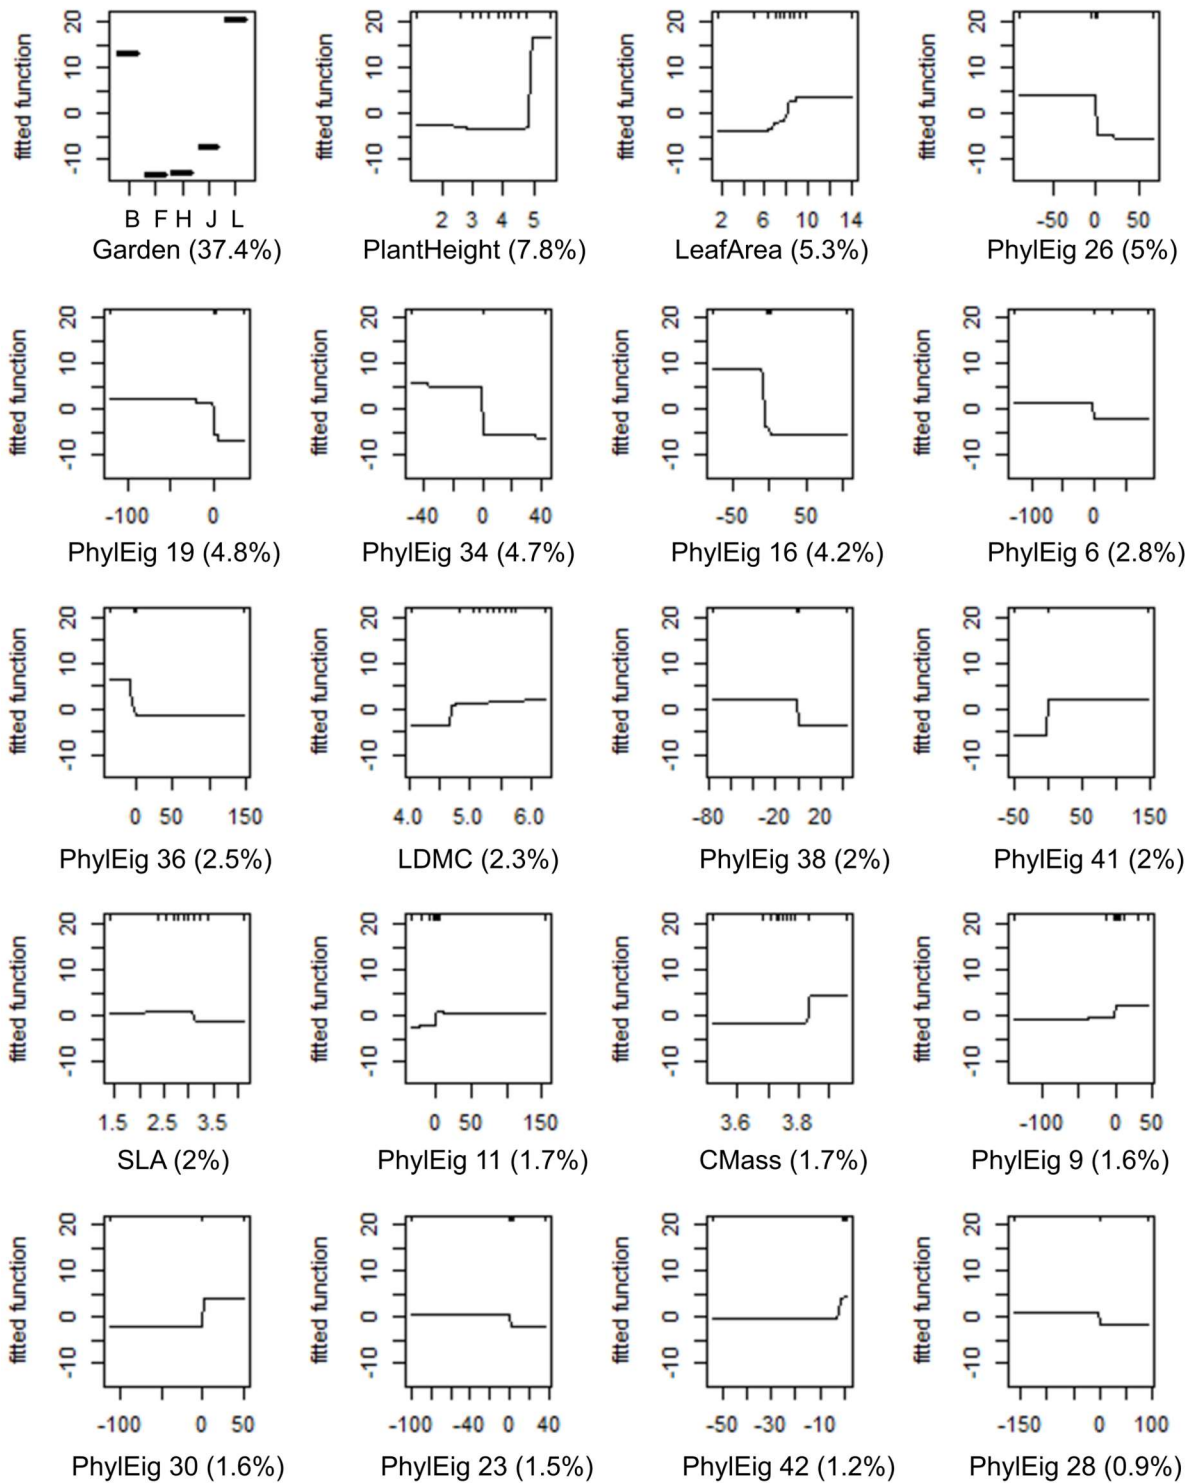 fitted function
20
10
0
-10
B F H J L
Garden (37.4%)
fitted function
20
10
0
-10
2 3 4 5
PlantHeight (7.8%)
fitted function
20
10
0
-10
2 6 10 14
LeafArea (5.3%)
fitted function
20
10
0
-10
-50 0 50
PhylEig 26 (5%)
fitted function
20
10
0
-10
-100 0
PhylEig 19 (4.8%)
fitted function
20
10
0
-10
-40 0 40
PhylEig 34 (4.7%)
fitted function
20
10
0
-10
-50 50
PhylEig 16 (4.2%)
fitted function
20
10
0
-10
-100 0
PhylEig 6 (2.8%)
fitted function
20
10
0
-10
0 50 150
PhylEig 36 (2.5%)
fitted function
20
10
0
-10
4.0 5.0 6.0
LDMC (2.3%)
fitted function
20
10
0
-10
-80 -20 20
PhylEig 38 (2%)
fitted function
20
10
0
-10
-50 50 150
PhylEig 41 (2%)
fitted function
20
10
0
-10
1.5 2.5 3.5
SLA (2%)
fitted function
20
10
0
-10
0 50 150
PhylEig 11 (1.7%)
fitted function
20
10
0
-10
3.6 3.8
CMass (1.7%)
fitted function
20
10
0
-10
-100 0 50
PhylEig 9 (1.6%)
fitted function
20
10
0
-10
-100 0 50
PhylEig 30 (1.6%)
fitted function
20
10
0
-10
-100 -40 0 40
PhylEig 23 (1.5%)
fitted function
20
10
0
-10
-50 -30 -10
PhylEig 42 (1.2%)
fitted function
20
10
0
-10
-150 0 100
PhylEig 28 (0.9%)